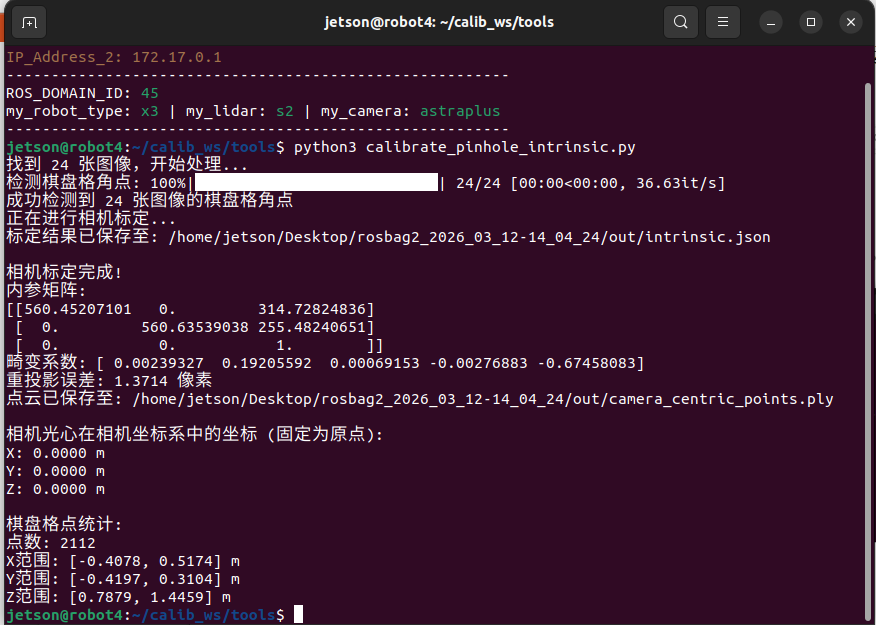 jetson@robot4: ~/calib_ws/tools
IP_Address_2: 172.17.0.1
--------------------------------------------------------
ROS_DOMAIN_ID: 45
my_robot_type: x3 | my_lidar: s2 | my_camera: astraplus
--------------------------------------------------------
jetson@robot4:~/calib_ws/tools$ python3 calibrate_pinhole_intrinsic.py
找到 24 张图像，开始处理...
检测棋盘格角点: 100%|| 24/24 [00:00<00:00, 36.63it/s]
成功检测到 24 张图像的棋盘格角点
正在进行相机标定...
标定结果已保存至: /home/jetson/Desktop/rosbag2_2026_03_12-14_04_24/out/intrinsic.json
相机标定完成!
内参矩阵:
[[560.45207101   0.         314.72824836]
 [  0.         560.63539038 255.48240651]
 [  0.           0.           1.        ]]
畸变系数: [ 0.00239327  0.19205592  0.00069153 -0.00276883 -0.67458083]
重投影误差: 1.3714 像素
点云已保存至: /home/jetson/Desktop/rosbag2_2026_03_12-14_04_24/out/camera_centric_points.ply
相机光心在相机坐标系中的坐标 (固定为原点):
X: 0.0000 m
Y: 0.0000 m
Z: 0.0000 m
棋盘格点统计:
点数: 2112
X范围: [-0.4078, 0.5174] m
Y范围: [-0.4197, 0.3104] m
Z范围: [0.7879, 1.4459] m
jetson@robot4:~/calib_ws/tools$